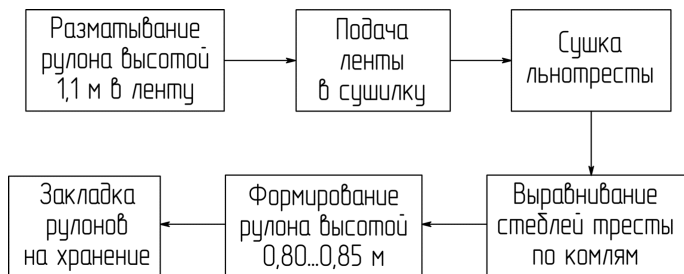 Разматывание
рулона высотой
1,1 м в ленту
Подача
ленты
в сушилку
Сушка
льнотресты
Выравнивание
стеблей тресты
по комлям
Формирование
рулона высотой
0,80...0,85 м
Закладка
рулонов
на хранение